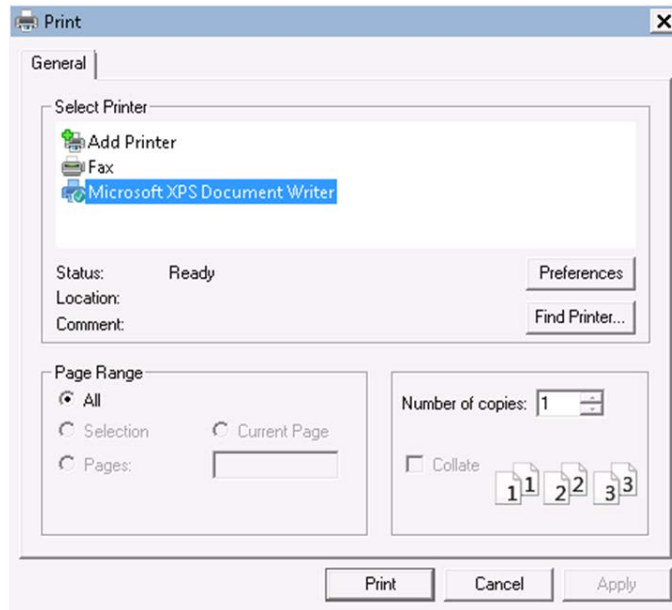 Print
General
Select Printer
Add Printer
Fax
Microsoft XPS Document Writer
Status: Ready
Location:
Comment:
Preferences
Find Printer...
Page Range
All
Selection
Current Page
Pages:
Number of copies: 1
Collate
1 1 2 2 3 3
Print Cancel Apply